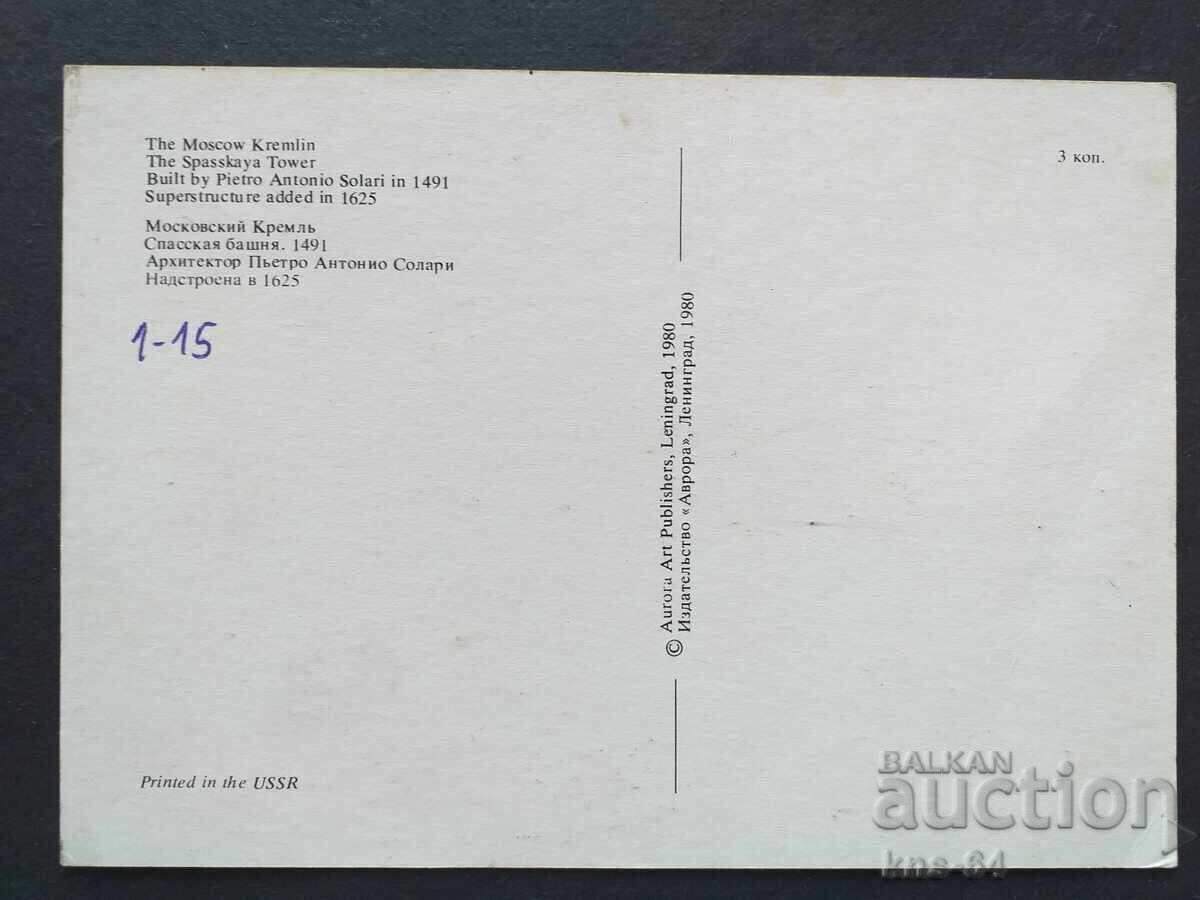 The Moscow Kremlin
The Spasskaya Tower
Built by Pietro Antonio Solari in 1491
Superstructure added in 1625
Московский Кремль
Спасская башня. 1491
Архитектор Пьетро Антонио Солари
Надстроена в 1625
1-15
Printed in the USSR
© Aurora Art Publishers, Leningrad, 1980
Издательство «Аврора», Ленинград, 1980
3 коп.
BALKAN
auction
kns-64